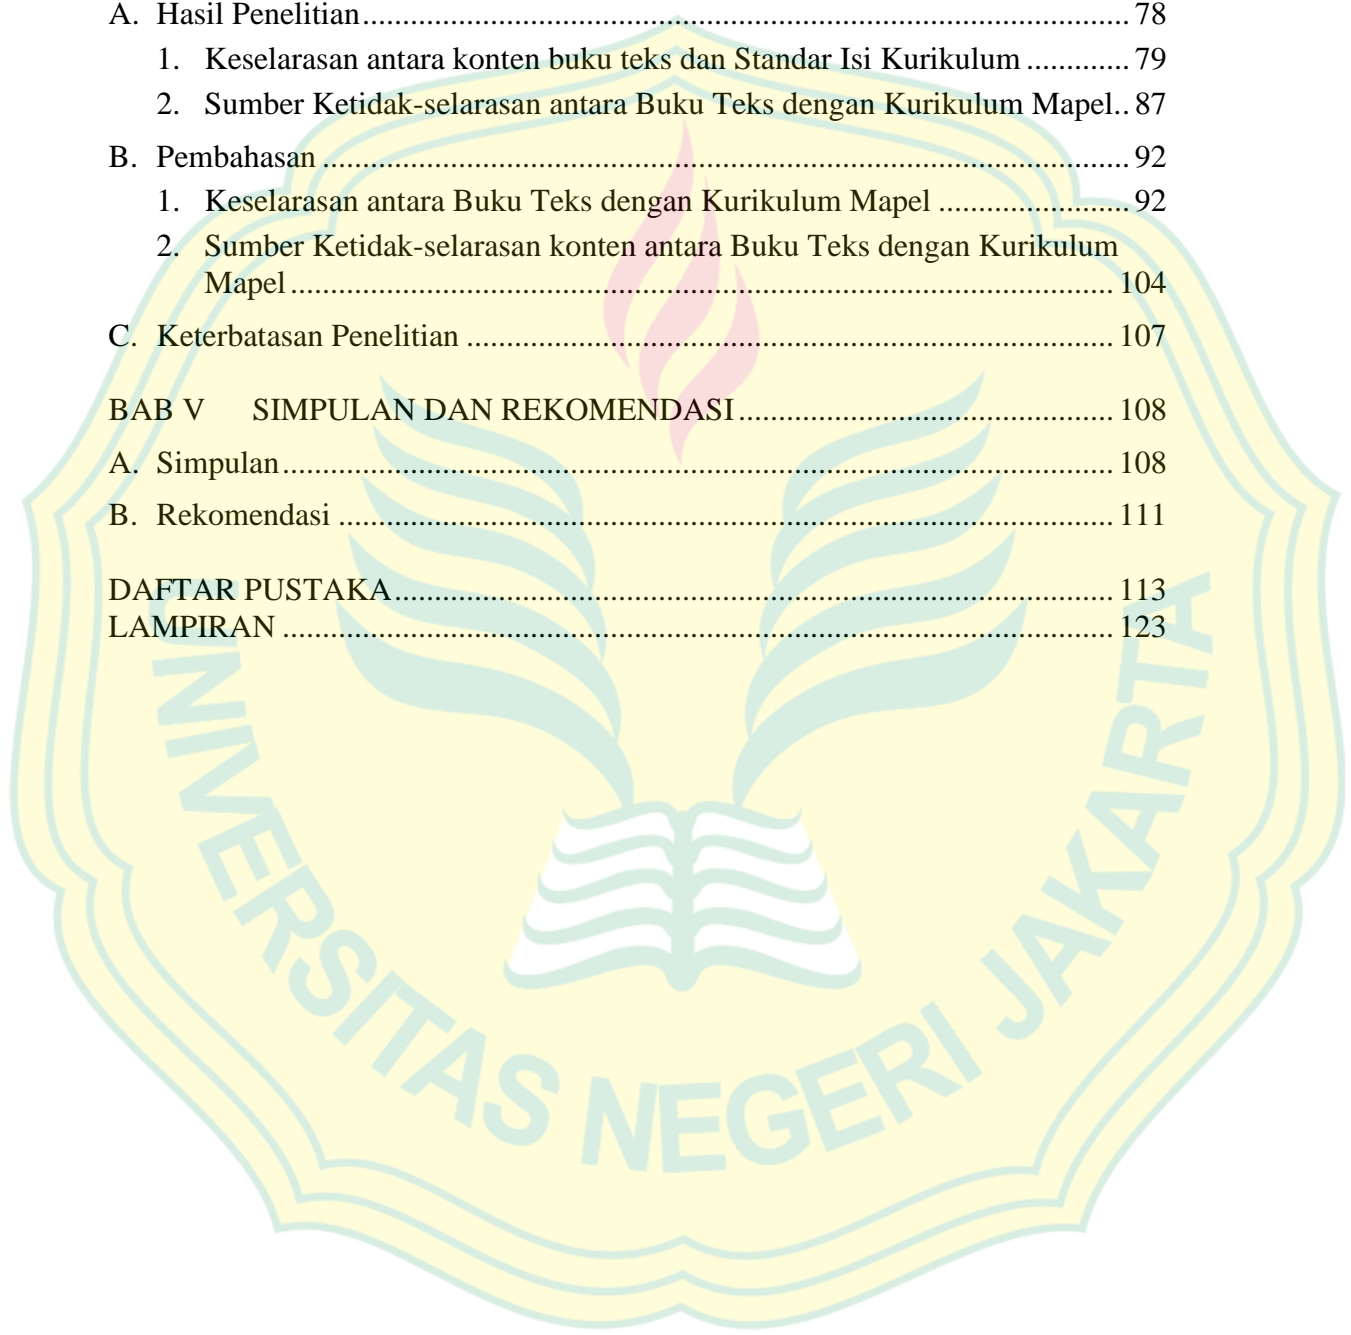 A. Hasil Penelitian.......................................................................................................... 78
1. Keselarasan antara konten buku teks dan Standar Isi Kurikulum ............. 79
2. Sumber Ketidak-selarasan antara Buku Teks dengan Kurikulum Mapel.. 87
B. Pembahasan ............................................................................................................... 92
1. Keselarasan antara Buku Teks dengan Kurikulum Mapel ........................ 92
2. Sumber Ketidak-selarasan konten antara Buku Teks dengan Kurikulum
Mapel ................................................................................................................ 104
C. Keterbatasan Penelitian ......................................................................................... 107
BAB V SIMPULAN DAN REKOMENDASI ................................................ 108
A. Simpulan................................................................................................................ 108
B. Rekomendasi ......................................................................................................... 111
DAFTAR PUSTAKA................................................................................................ 113
LAMPIRAN .............................................................................................................. 123
UNIVERSITAS NEGERI JAKARTA